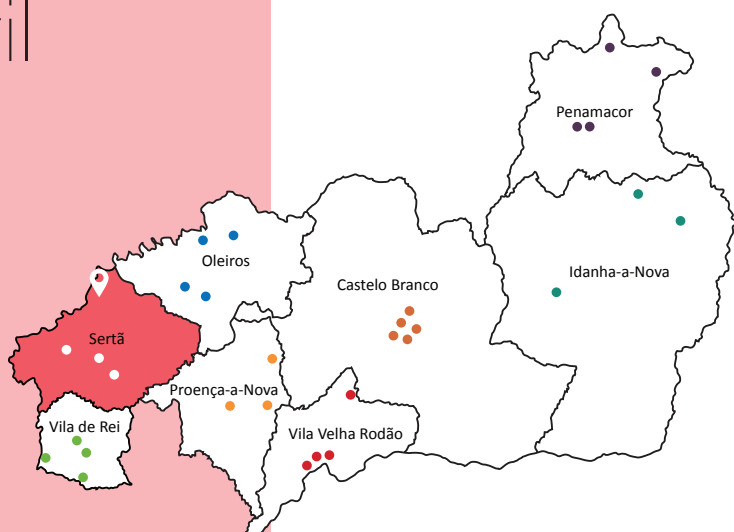 Penamacor
Oleiros
Idanha-a-Nova
Castelo Branco
Sertã
Proença-a-Nova
Vila de Rei
Vila Velha Rodão